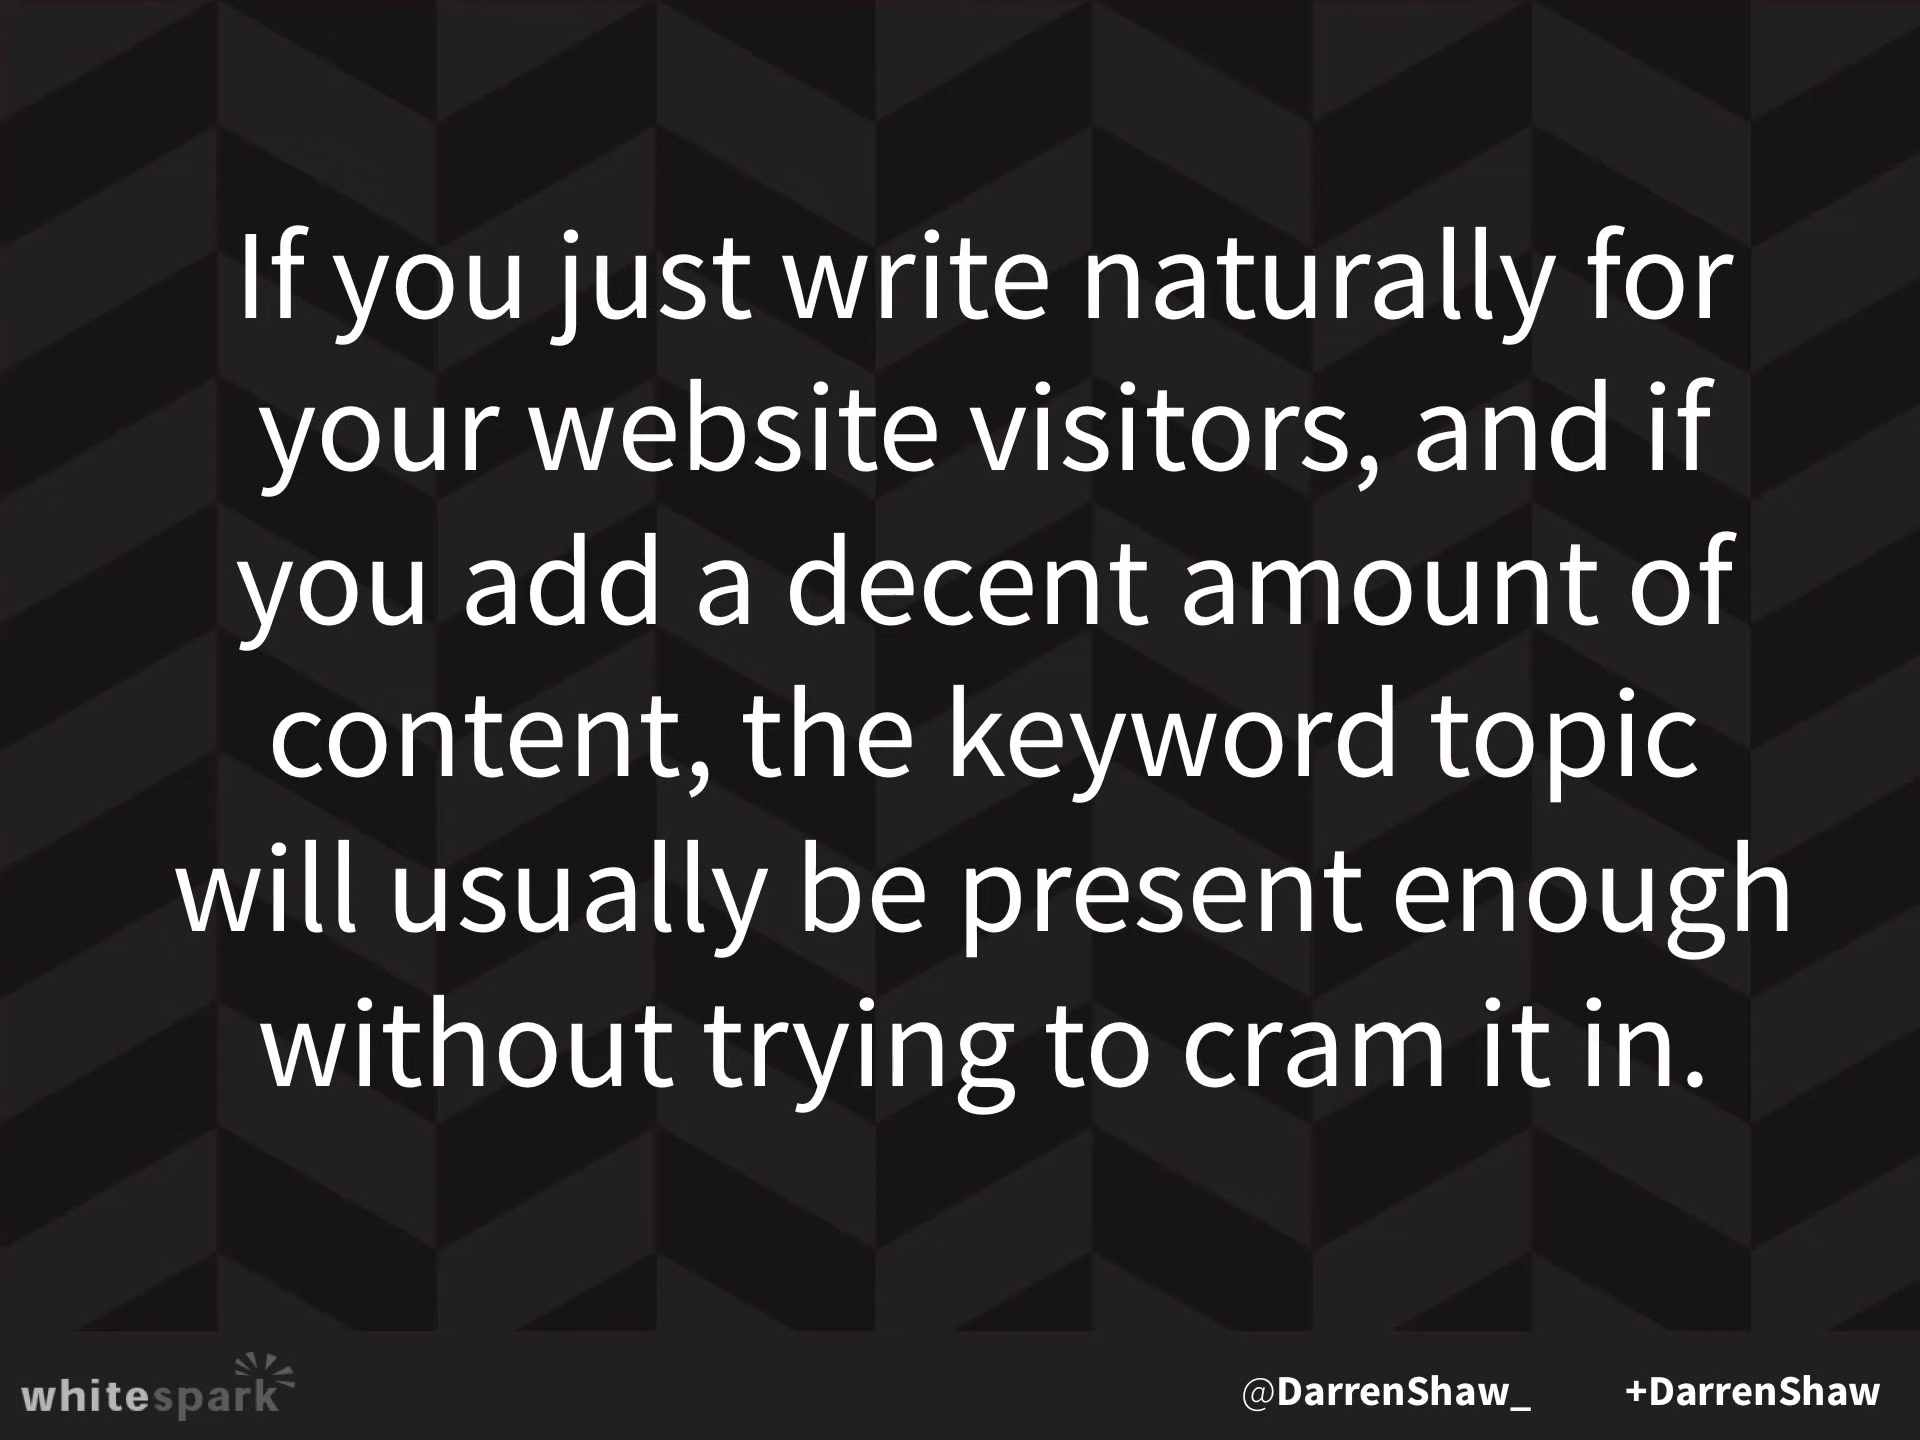 If you just write naturally for
your website visitors, and if
you add a decent amount of
content, the keyword topic
will usually be present enough
without trying to cram it in.
whitespark
@DarrenShaw_ +DarrenShaw